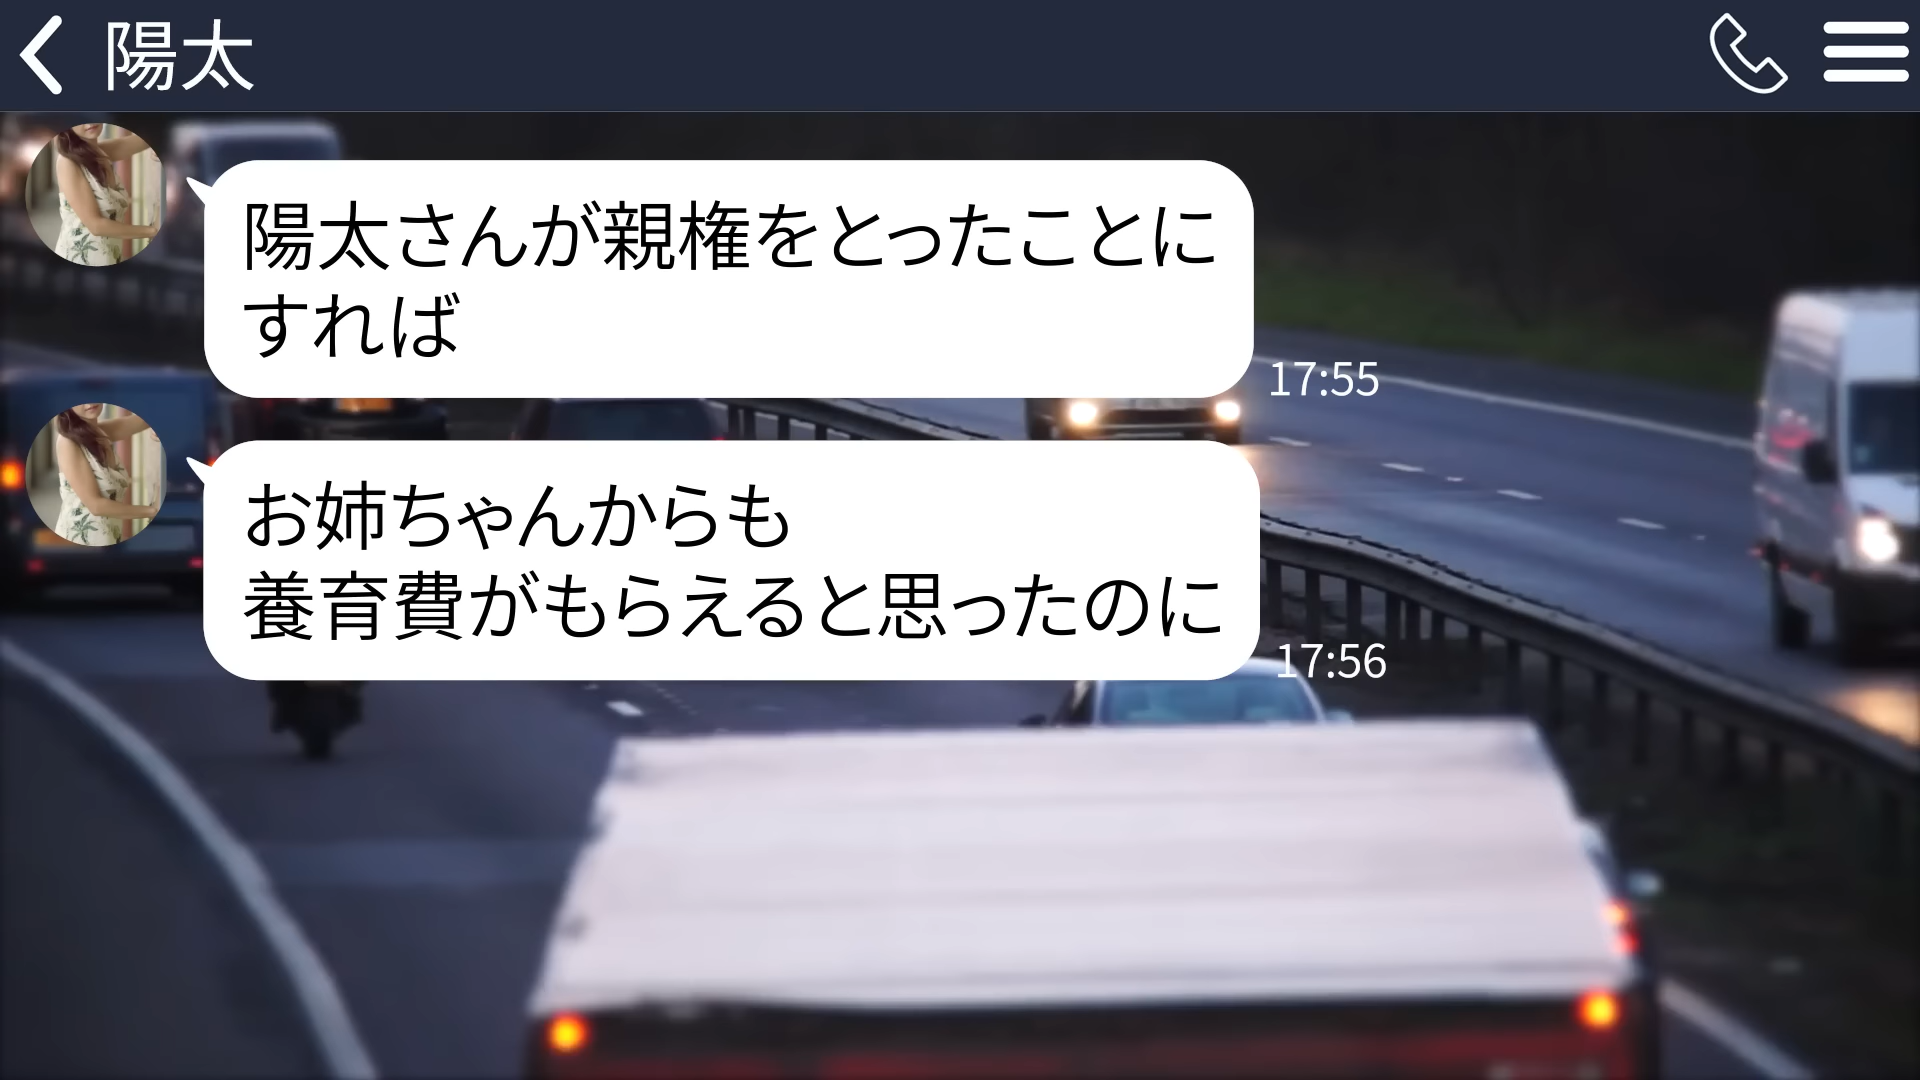 陽太
陽太さんが親権をとったことに
すれば
17:55
お姉ちゃんからも
養育費がもらえると思ったのに
17:56